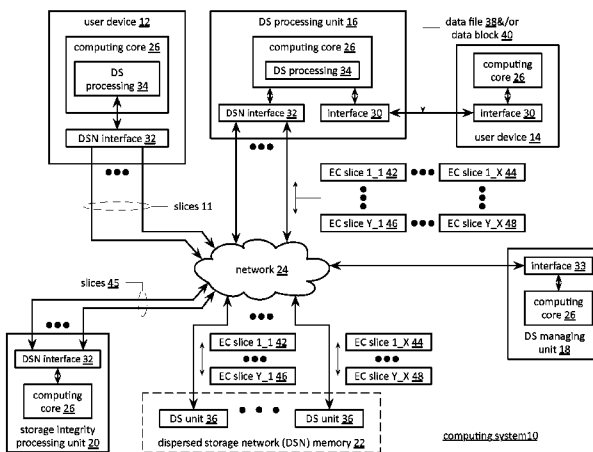 user device 12
computing core 26
DS processing 34
DSN interface 32
DS processing unit 16
computing core 26
DS processing 34
DSN interface 32
interface 30
data file 38 &/or
data block 40
computing core 26
interface 30
user device 14
slices 11
EC slice 1_1 42
EC slice 1_X 44
EC slice Y_1 46
EC slice Y_X 48
network 24
interface 33
computing core 26
DS managing unit 18
slices 45
DSN interface 32
computing core 26
storage integrity processing unit 20
EC slice 1_1 42
EC slice 1_X 44
EC slice Y_1 46
EC slice Y_X 48
DS unit 36
DS unit 36
dispersed storage network (DSN) memory 22
computing system10